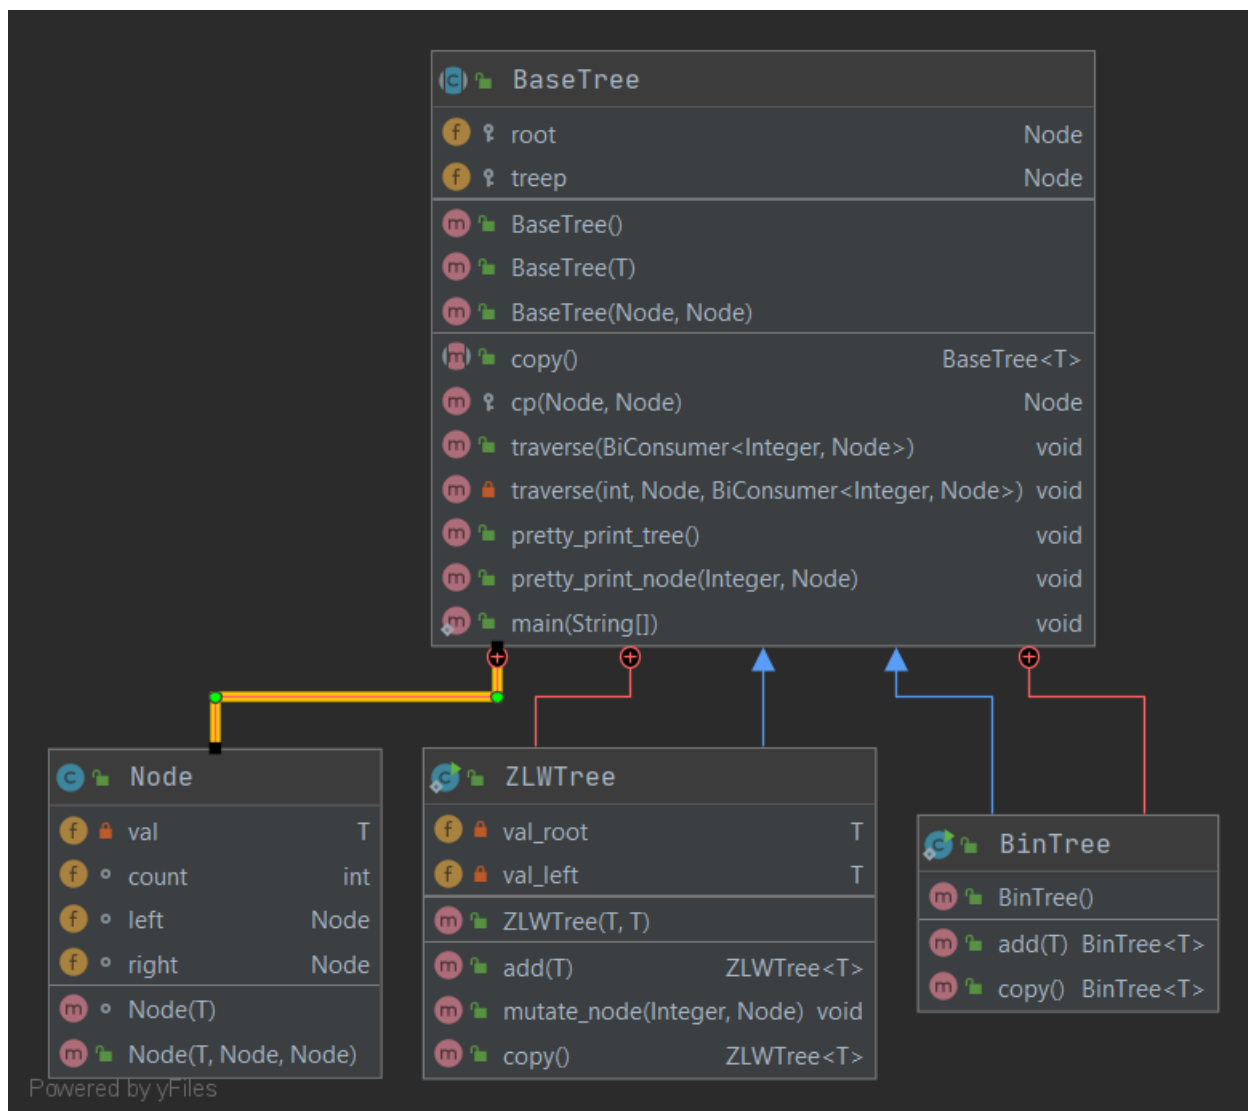 BaseTree
root Node
treep Node
BaseTree()
BaseTree(T)
BaseTree(Node, Node)
copy() BaseTree<T>
cp(Node, Node) Node
traverse(BiConsumer<Integer, Node>) void
traverse(int, Node, BiConsumer<Integer, Node>) void
pretty_print_tree() void
pretty_print_node(Integer, Node) void
main(String[]) void
Node
val T
count int
left Node
right Node
Node(T)
Node(T, Node, Node)
ZLWTree
val_root T
val_left T
ZLWTree(T, T)
add(T) ZLWTree<T>
mutate_node(Integer, Node) void
copy() ZLWTree<T>
BinTree
BinTree()
add(T) BinTree<T>
copy() BinTree<T>
Powered by yFiles